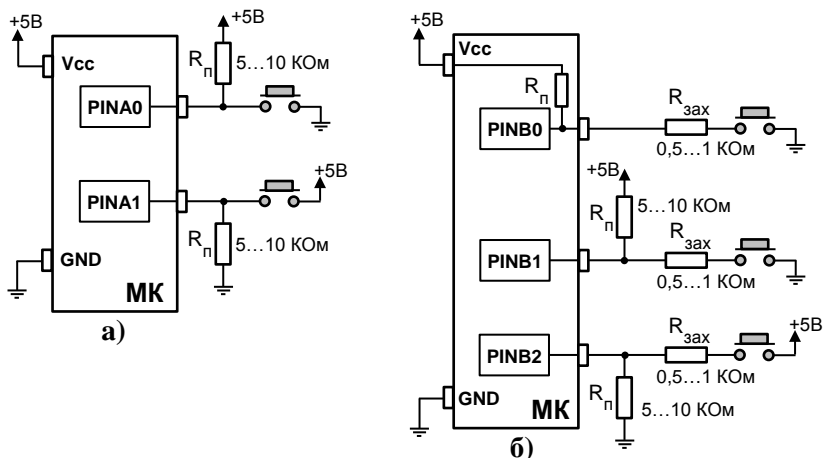 +5В
+5В
Vcc
Rп
5...10 КОм
PINA0
PINA1
+5В
Rп
5...10 КОм
GND
МК
а)
+5В
Vcc
Rп
PINB0
Rзах
0,5...1 КОм
+5В
Rп
5...10 КОм
Rзах
PINB1
0,5...1 КОм
Rзах
+5В
PINB2
0,5...1 КОм
Rп
5...10 КОм
GND
МК
б)